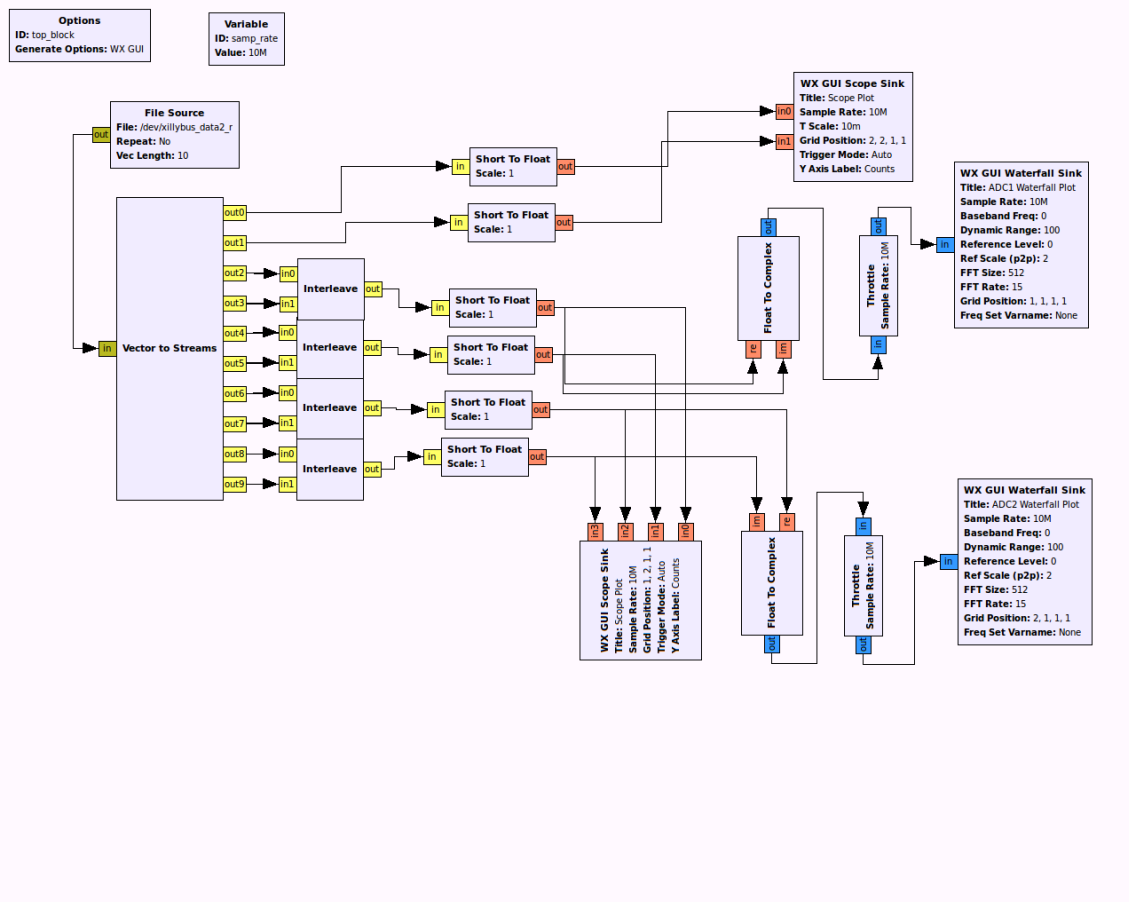 Options
ID: top_block
Generate Options: WX GUI
Variable
ID: samp_rate
Value: 10M
File Source
File: /dev/xillybus_data2_r
Repeat: No
Vec Length: 10
out
in
Vector to Streams
out0
out1
out2
out3
out4
out5
out6
out7
out8
out9
in0
in1
Interleave
out
in0
in1
Interleave
out
in0
in1
Interleave
out
in0
in1
Interleave
out
in
Short To Float
Scale: 1
out
in
Short To Float
Scale: 1
out
in
Short To Float
Scale: 1
out
in
Short To Float
Scale: 1
out
in
Short To Float
Scale: 1
out
in
Short To Float
Scale: 1
out
in0
in1
WX GUI Scope Sink
Title: Scope Plot
Sample Rate: 10M
T Scale: 10m
Grid Position: 2, 2, 1, 1
Trigger Mode: Auto
Y Axis Label: Counts
out
Float To Complex
re
im
out
Throttle
Sample Rate: 10M
in
in
WX GUI Waterfall Sink
Title: ADC1 Waterfall Plot
Sample Rate: 10M
Baseband Freq: 0
Dynamic Range: 100
Reference Level: 0
Ref Scale (p2p): 2
FFT Size: 512
FFT Rate: 15
Grid Position: 1, 1, 1, 1
Freq Set Varname: None
in3
in2
in1
in0
WX GUI Scope Sink
Title: Scope Plot
Sample Rate: 10M
Grid Position: 1, 2, 1, 1
Trigger Mode: Auto
Y Axis Label: Counts
im
re
Float To Complex
out
in
Throttle
Sample Rate: 10M
out
in
WX GUI Waterfall Sink
Title: ADC2 Waterfall Plot
Sample Rate: 10M
Baseband Freq: 0
Dynamic Range: 100
Reference Level: 0
Ref Scale (p2p): 2
FFT Size: 512
FFT Rate: 15
Grid Position: 2, 1, 1, 1
Freq Set Varname: None